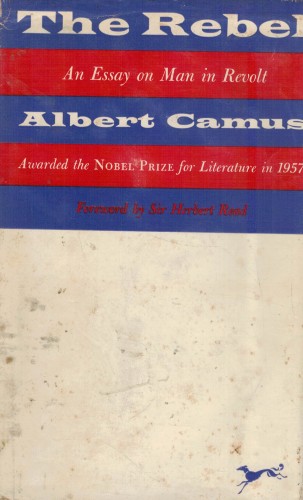 The Rebel
An Essay on Man in Revolt
Albert Camus
Awarded the NOBEL PRIZE for Literature in 1957
Foreword by Sir Herbert Read